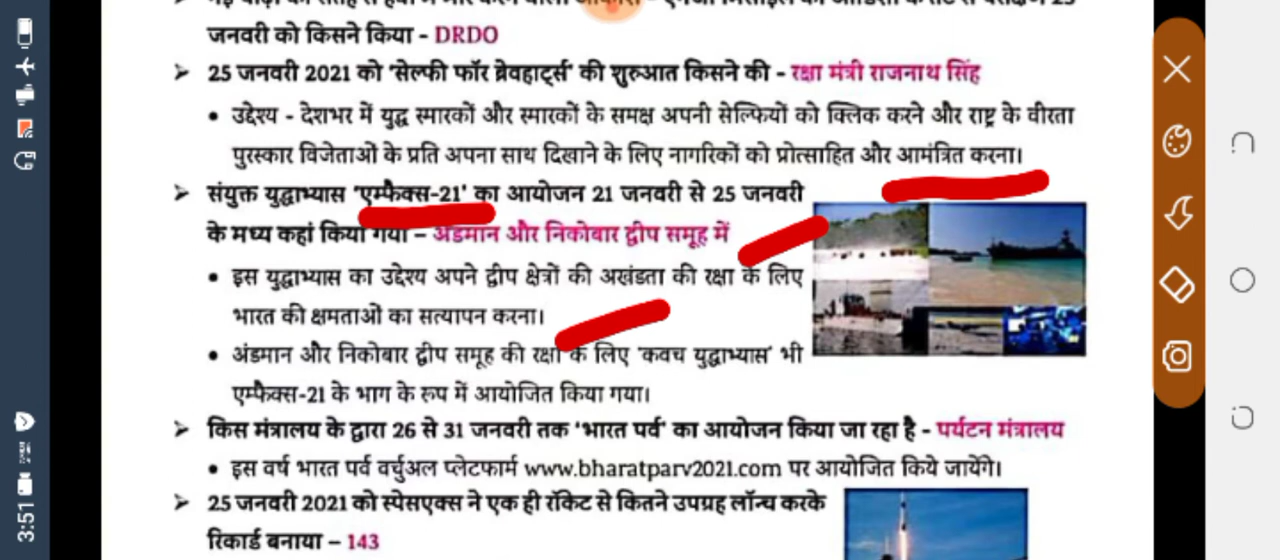 जनवरी को किसने किया - DRDO
➢ 25 जनवरी 2021 को 'सेल्फी फॉर ब्रेवहार्ट्स' की शुरुआत किसने की - रक्षा मंत्री राजनाथ सिंह
• उद्देश्य - देशभर में युद्ध स्मारकों और स्मारकों के समक्ष अपनी सेल्फियों को क्लिक करने और राष्ट्र के वीरता
पुरस्कार विजेताओं के प्रति अपना साथ दिखाने के लिए नागरिकों को प्रोत्साहित और आमंत्रित करना।
➢ संयुक्त युद्धाभ्यास 'एम्फैक्स-21' का आयोजन 21 जनवरी से 25 जनवरी
के मध्य कहां किया गया – अंडमान और निकोबार द्वीप समूह में
• इस युद्धाभ्यास का उद्देश्य अपने द्वीप क्षेत्रों की अखंडता की रक्षा के लिए
भारत की क्षमताओं का सत्यापन करना।
• अंडमान और निकोबार द्वीप समूह की रक्षा के लिए 'कवच युद्धाभ्यास' भी
एम्फैक्स-21 के भाग के रूप में आयोजित किया गया।
➢ किस मंत्रालय के द्वारा 26 से 31 जनवरी तक 'भारत पर्व' का आयोजन किया जा रहा है - पर्यटन मंत्रालय
• इस वर्ष भारत पर्व वर्चुअल प्लेटफार्म www.bharatparv2021.com पर आयोजित किये जायेंगे।
➢ 25 जनवरी 2021 को स्पेसएक्स ने एक ही रॉकेट से कितने उपग्रह लॉन्च करके
रिकार्ड बनाया – 143
3:51